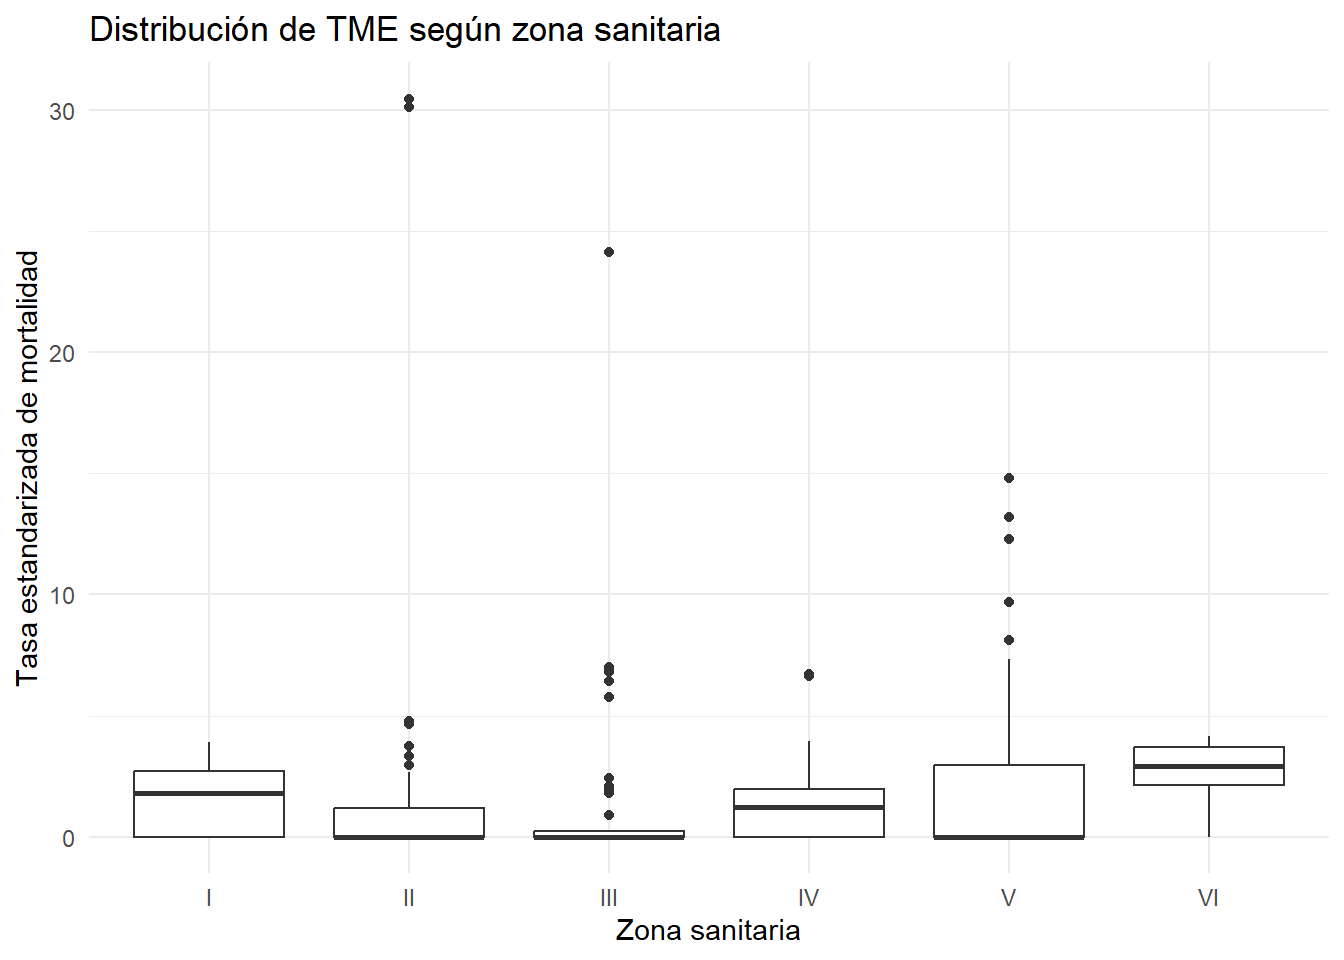 Distribución de TME según zona sanitaria
Tasa estandarizada de mortalidad
30
20
10
0
I II III IV V VI
Zona sanitaria